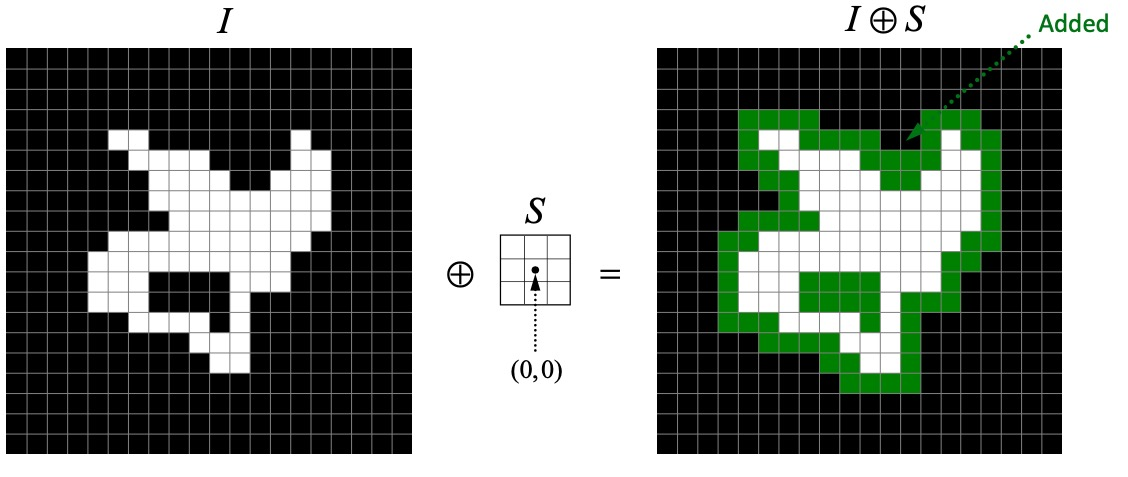 I
I ⊕ S
Added
S
⊕
=
(0,0)